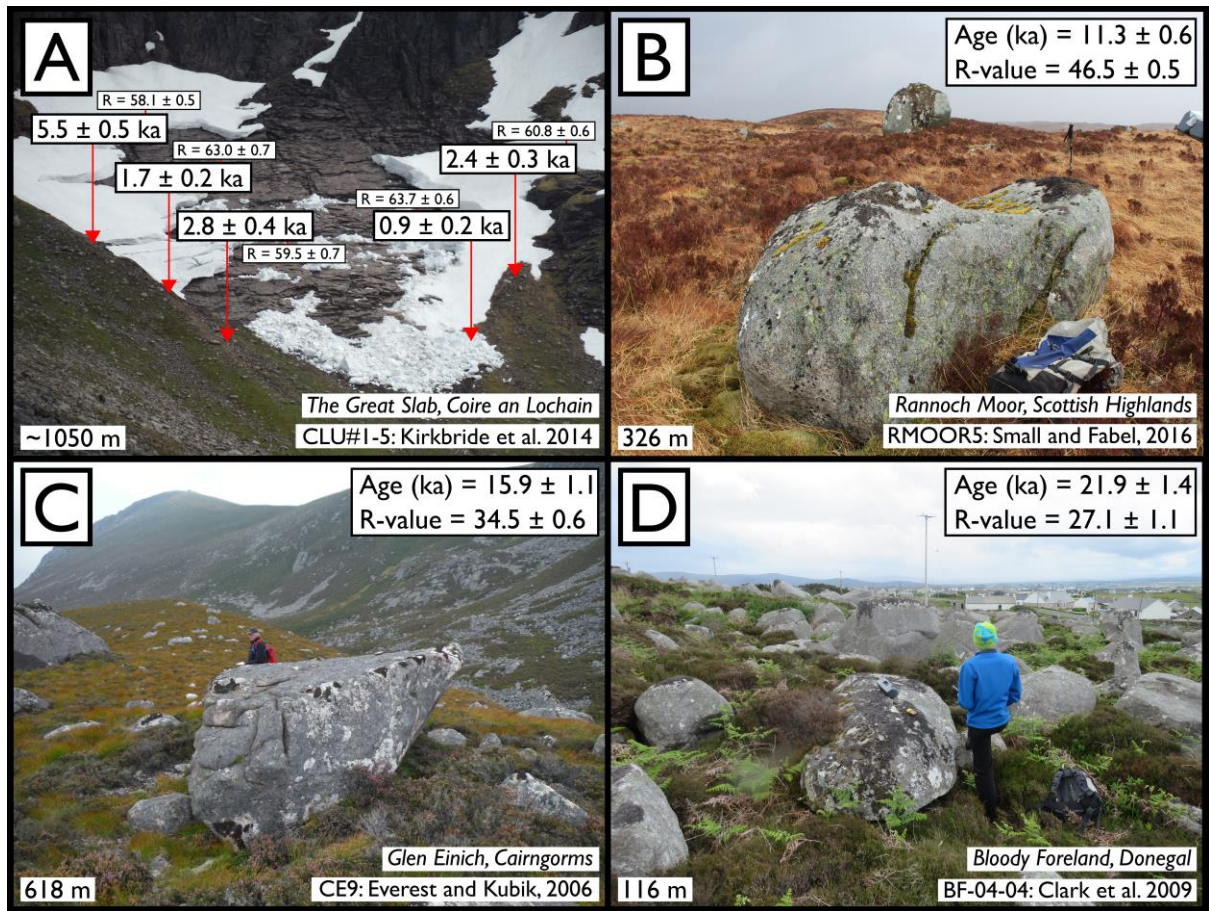 A
R = 58.1 ± 0.5
5.5 ± 0.5 ka
R = 63.0 ± 0.7
1.7 ± 0.2 ka
2.8 ± 0.4 ka
R = 59.5 ± 0.7
R = 60.8 ± 0.6
2.4 ± 0.3 ka
R = 63.7 ± 0.6
0.9 ± 0.2 ka
The Great Slab, Coire an Lochain
~1050 m
CLU#1-5: Kirkbride et al. 2014
B
Age (ka) = 11.3 ± 0.6
R-value = 46.5 ± 0.5
Rannoch Moor, Scottish Highlands
326 m
RMOOR5: Small and Fabel, 2016
C
Age (ka) = 15.9 ± 1.1
R-value = 34.5 ± 0.6
Glen Einich, Cairngorms
618 m
CE9: Everest and Kubik, 2006
D
Age (ka) = 21.9 ± 1.4
R-value = 27.1 ± 1.1
Bloody Foreland, Donegal
116 m
BF-04-04: Clark et al. 2009